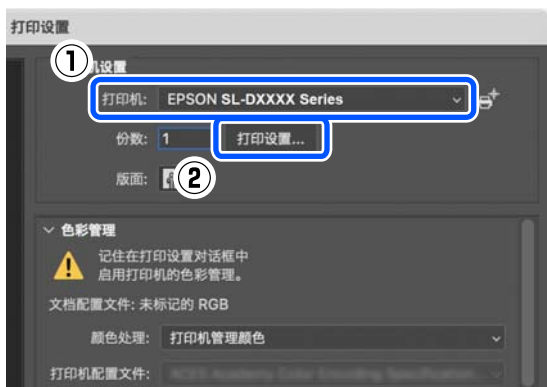 打印设置
① 机设置
打印机: EPSON SL-DXXXX Series
份数: 1 打印设置...
版面: ②
色彩管理
记住在打印设置对话框中
启用打印机的色彩管理。
文档配置文件: 未标记的 RGB
颜色处理: 打印机管理颜色
打印机配置文件: